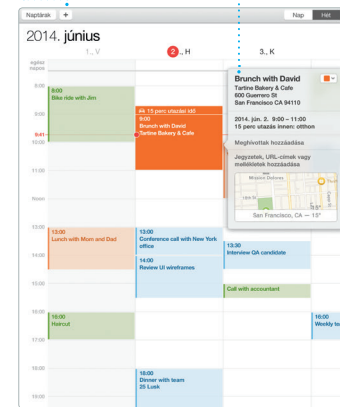 Naptárak +
Nap Hét
2014. június
1., V 2., H 3., K
egész napos
8:00
9:00
Bike ride with Jim
9:41
10:00
11:00
Noon
15 perc utazási idő
9:00
Brunch with David
Tartine Bakery & Cafe
Brunch with David
Tartine Bakery & Cafe
600 Guerrero St
San Francisco CA 94110
2014. jún. 2. 9:00 – 11:00
15 perc utazás innen: otthon
Meghívottak hozzáadása
Jegyzetek, URL-címek vagy
mellékletek hozzáadása
Mission Dolores
18th St
San Francisco, CA — 15°
13:00
13:00
Lunch with Mom and Dad
13:00
Conference call with New York
office
14:00
14:00
Review UI wireframes
13:30
Interview QA candidate
15:00
Call with accountant
16:00
16:00
Haircut
16:00
Weekly te
17:00
18:00
18:00
Dinner with team
25 Lusk
19:00